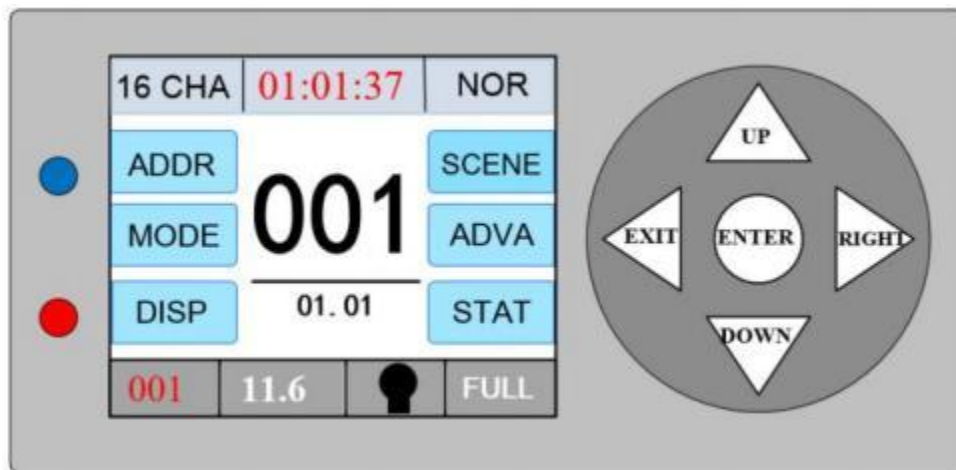 16 CHA 01:01:37 NOR
ADDR
MODE
DISP
001
01.01
SCENE
ADVA
STAT
001 11.6 FULL
UP
EXIT ENTER RIGHT
DOWN